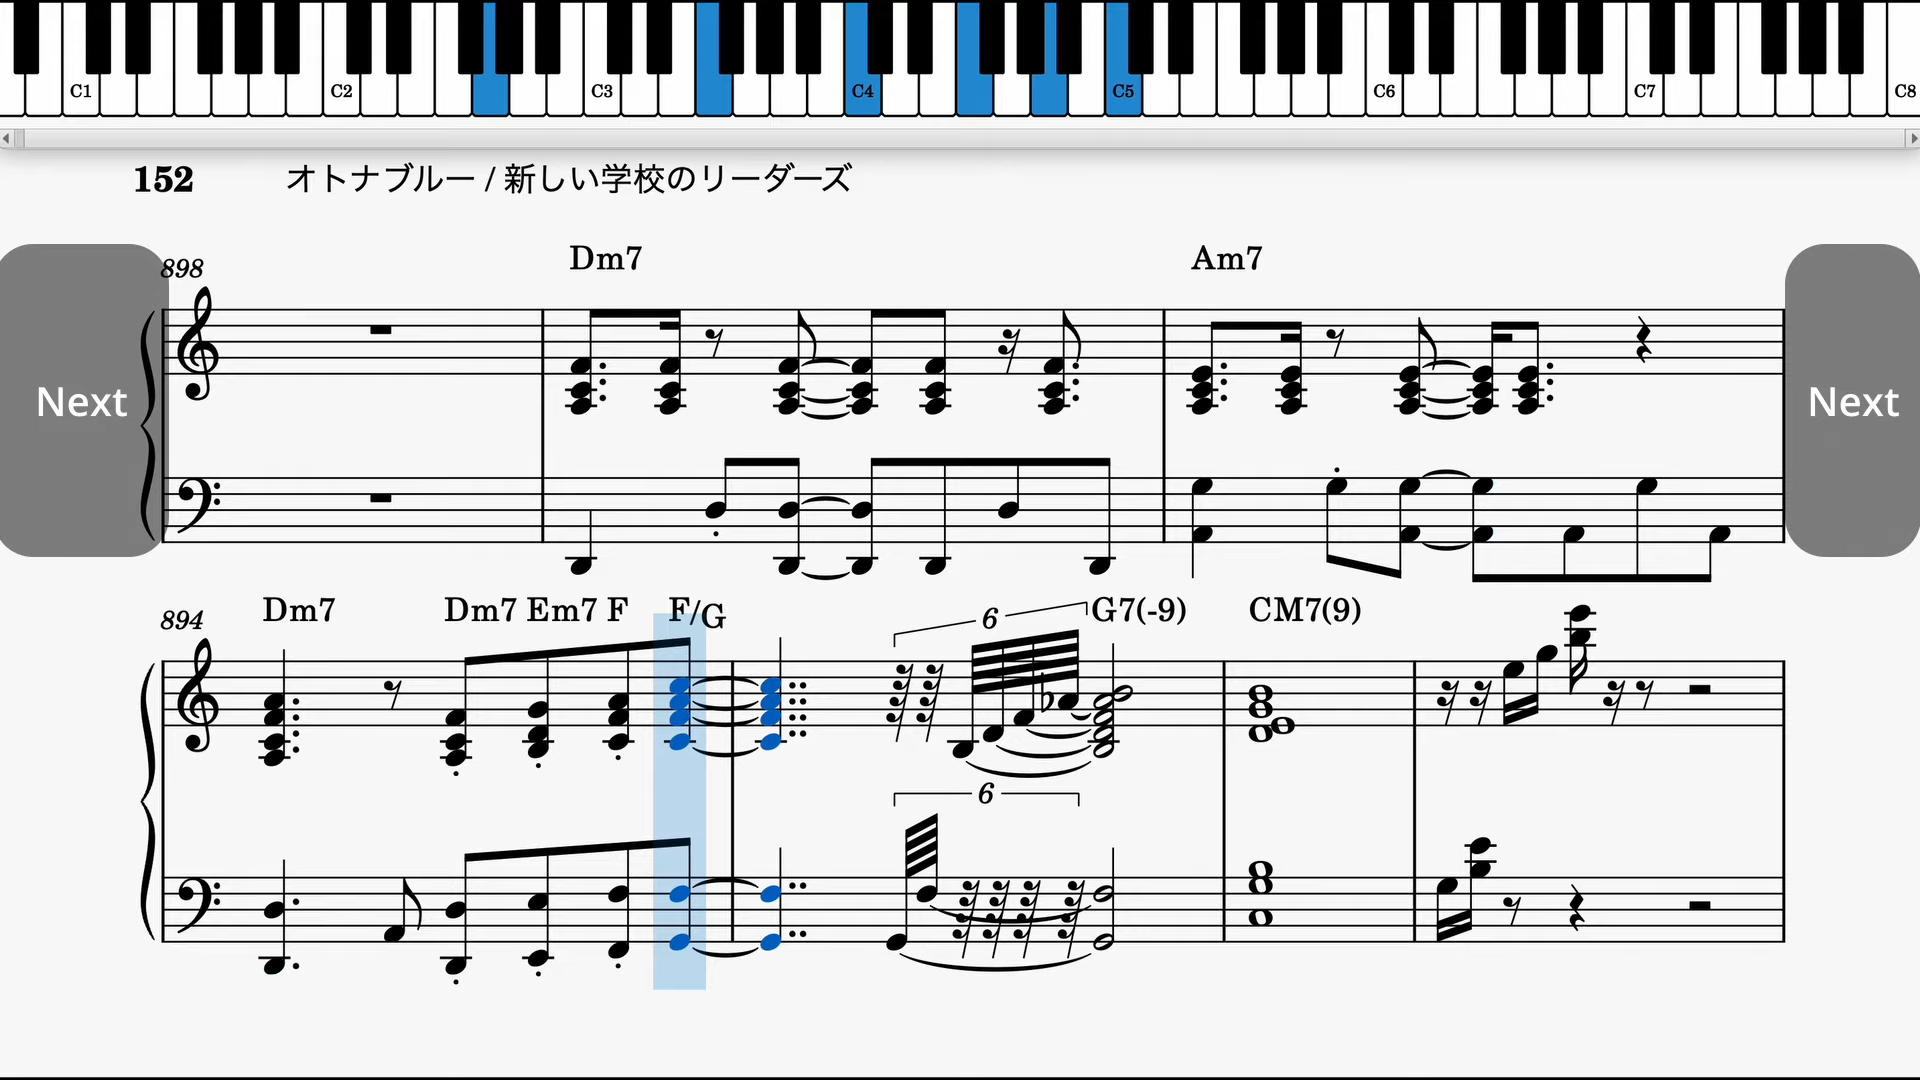 C1 C2 C3 C4 C5 C6 C7 C8
152 オトナブルー / 新しい学校のリーダーズ
Dm7 Am7
898
Next Next
Dm7 Dm7 Em7 F F/G 6 G7(-9) CM7(9)
894
6